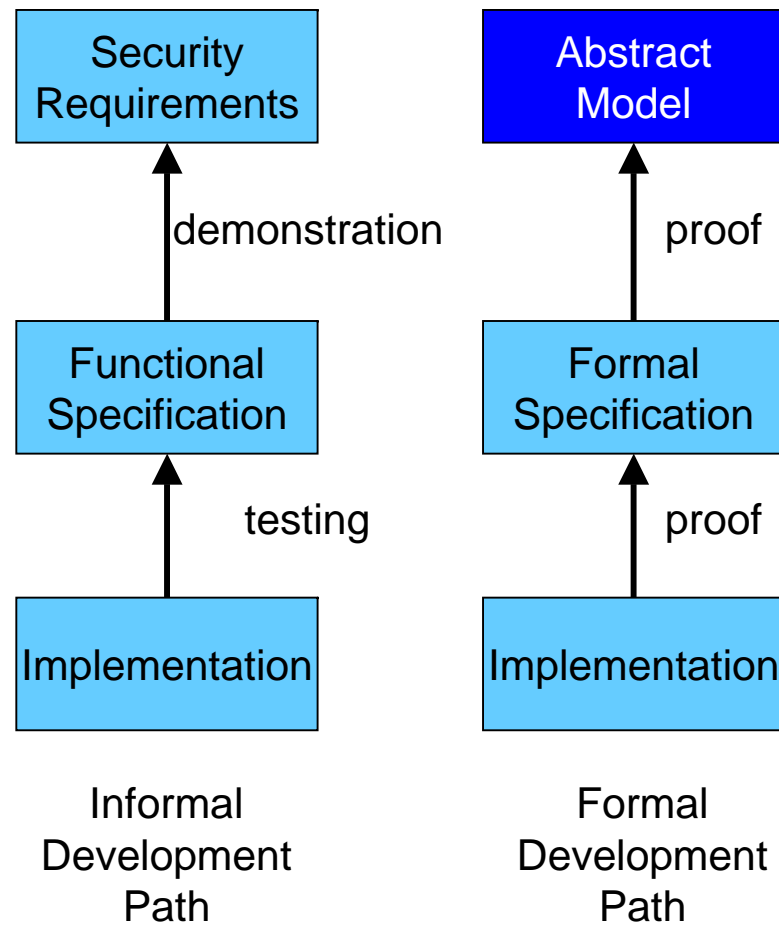 Security
Requirements
Abstract
Model
demonstration
proof
Functional
Specification
Formal
Specification
testing
proof
Implementation
Implementation
Informal
Development
Path
Formal
Development
Path